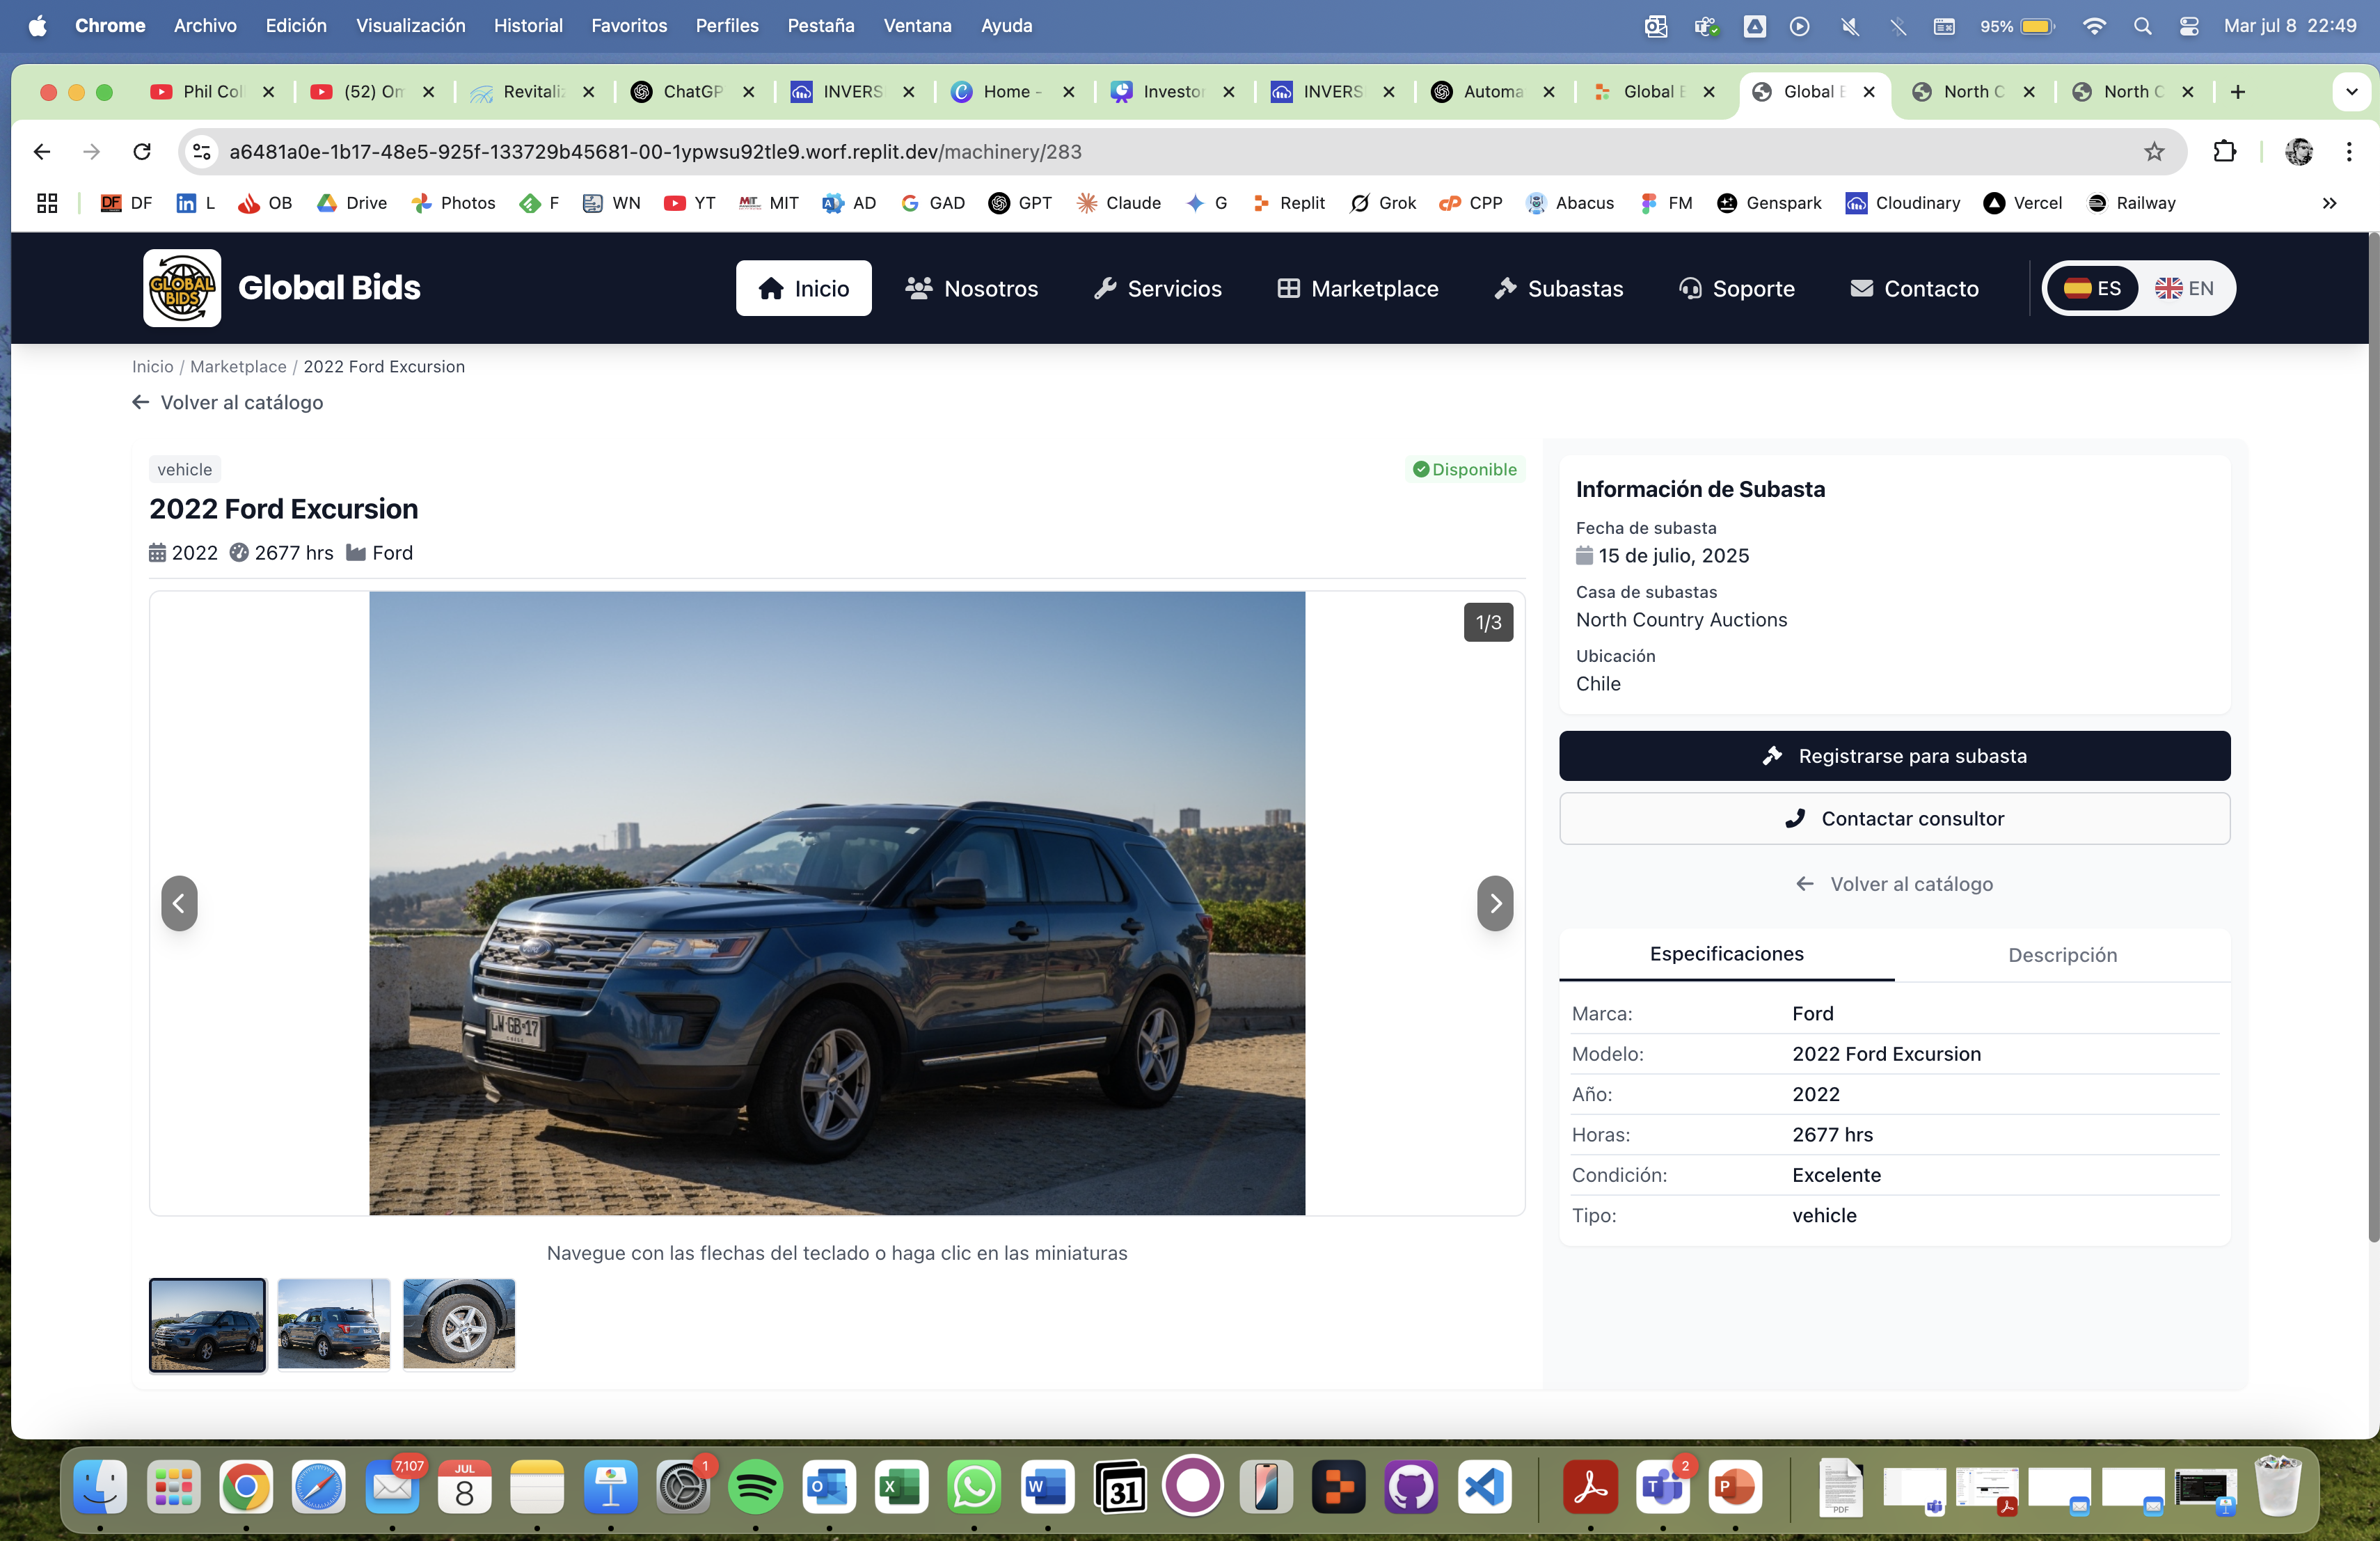 Chrome Archivo Edición Visualización Historial Favoritos Perfiles Pestaña Ventana Ayuda 95% Mar jul 8 22:49
Phil Col (52) Om Revitaliz ChatGP INVERS Home - Investor INVERS Automa Global B Global B North C North C
a6481a0e-1b17-48e5-925f-133729b45681-00-1ypwsu92tle9.worf.replit.dev/machinery/283
DF DF L OB Drive Photos F WN YT MIT AD GAD GPT Claude G Replit Grok CPP Abacus FM Genspark Cloudinary Vercel Railway
GLOBAL BIDS
Global Bids
Inicio Nosotros Servicios Marketplace Subastas Soporte Contacto ES EN
Inicio / Marketplace / 2022 Ford Excursion
Volver al catálogo
vehicle
Disponible
2022 Ford Excursion
2022 2677 hrs Ford
1/3
LW·GB·17
CHILE
Navegue con las flechas del teclado o haga clic en las miniaturas
Información de Subasta
Fecha de subasta
15 de julio, 2025
Casa de subastas
North Country Auctions
Ubicación
Chile
Registrarse para subasta
Contactar consultor
Volver al catálogo
Especificaciones Descripción
Marca: Ford
Modelo: 2022 Ford Excursion
Año: 2022
Horas: 2677 hrs
Condición: Excelente
Tipo: vehicle
7,107
JUL
8
1
31
2
PDF